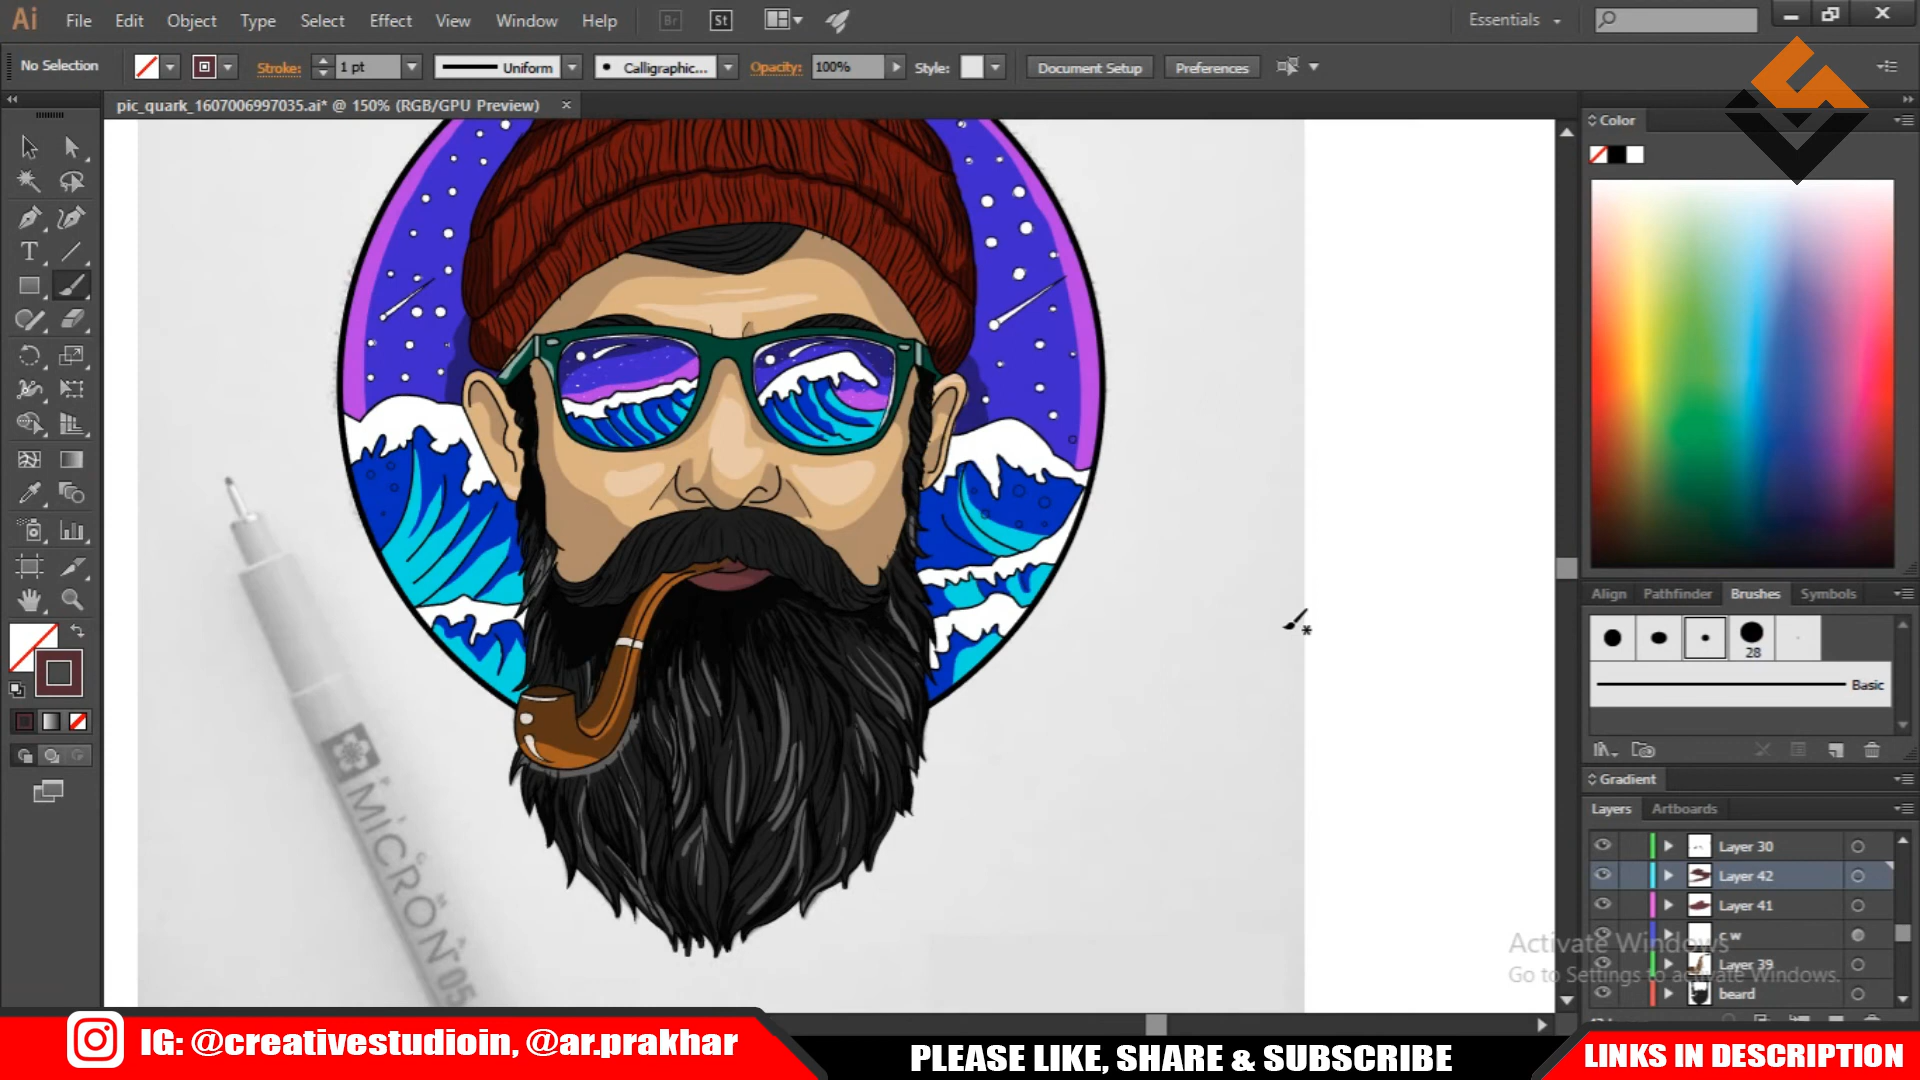 Ai File Edit Object Type Select Effect View Window Help Br St Essentials
No Selection Stroke: 1 pt Uniform Calligraphic... Opacity: 100% Style: Document Setup Preferences
pic_quark_1607006997035.ai* @ 150% (RGB/GPU Preview)
Color
MICRON 05
Align Pathfinder Brushes Symbols
28
Basic
Gradient
Layers Artboards
Layer 30
Layer 42
Layer 41
c w
Layer 39
beard
Activate Windows
Go to Settings to activate Windows.
IG: @creativestudioin, @ar.prakhar
PLEASE LIKE, SHARE & SUBSCRIBE
LINKS IN DESCRIPTION